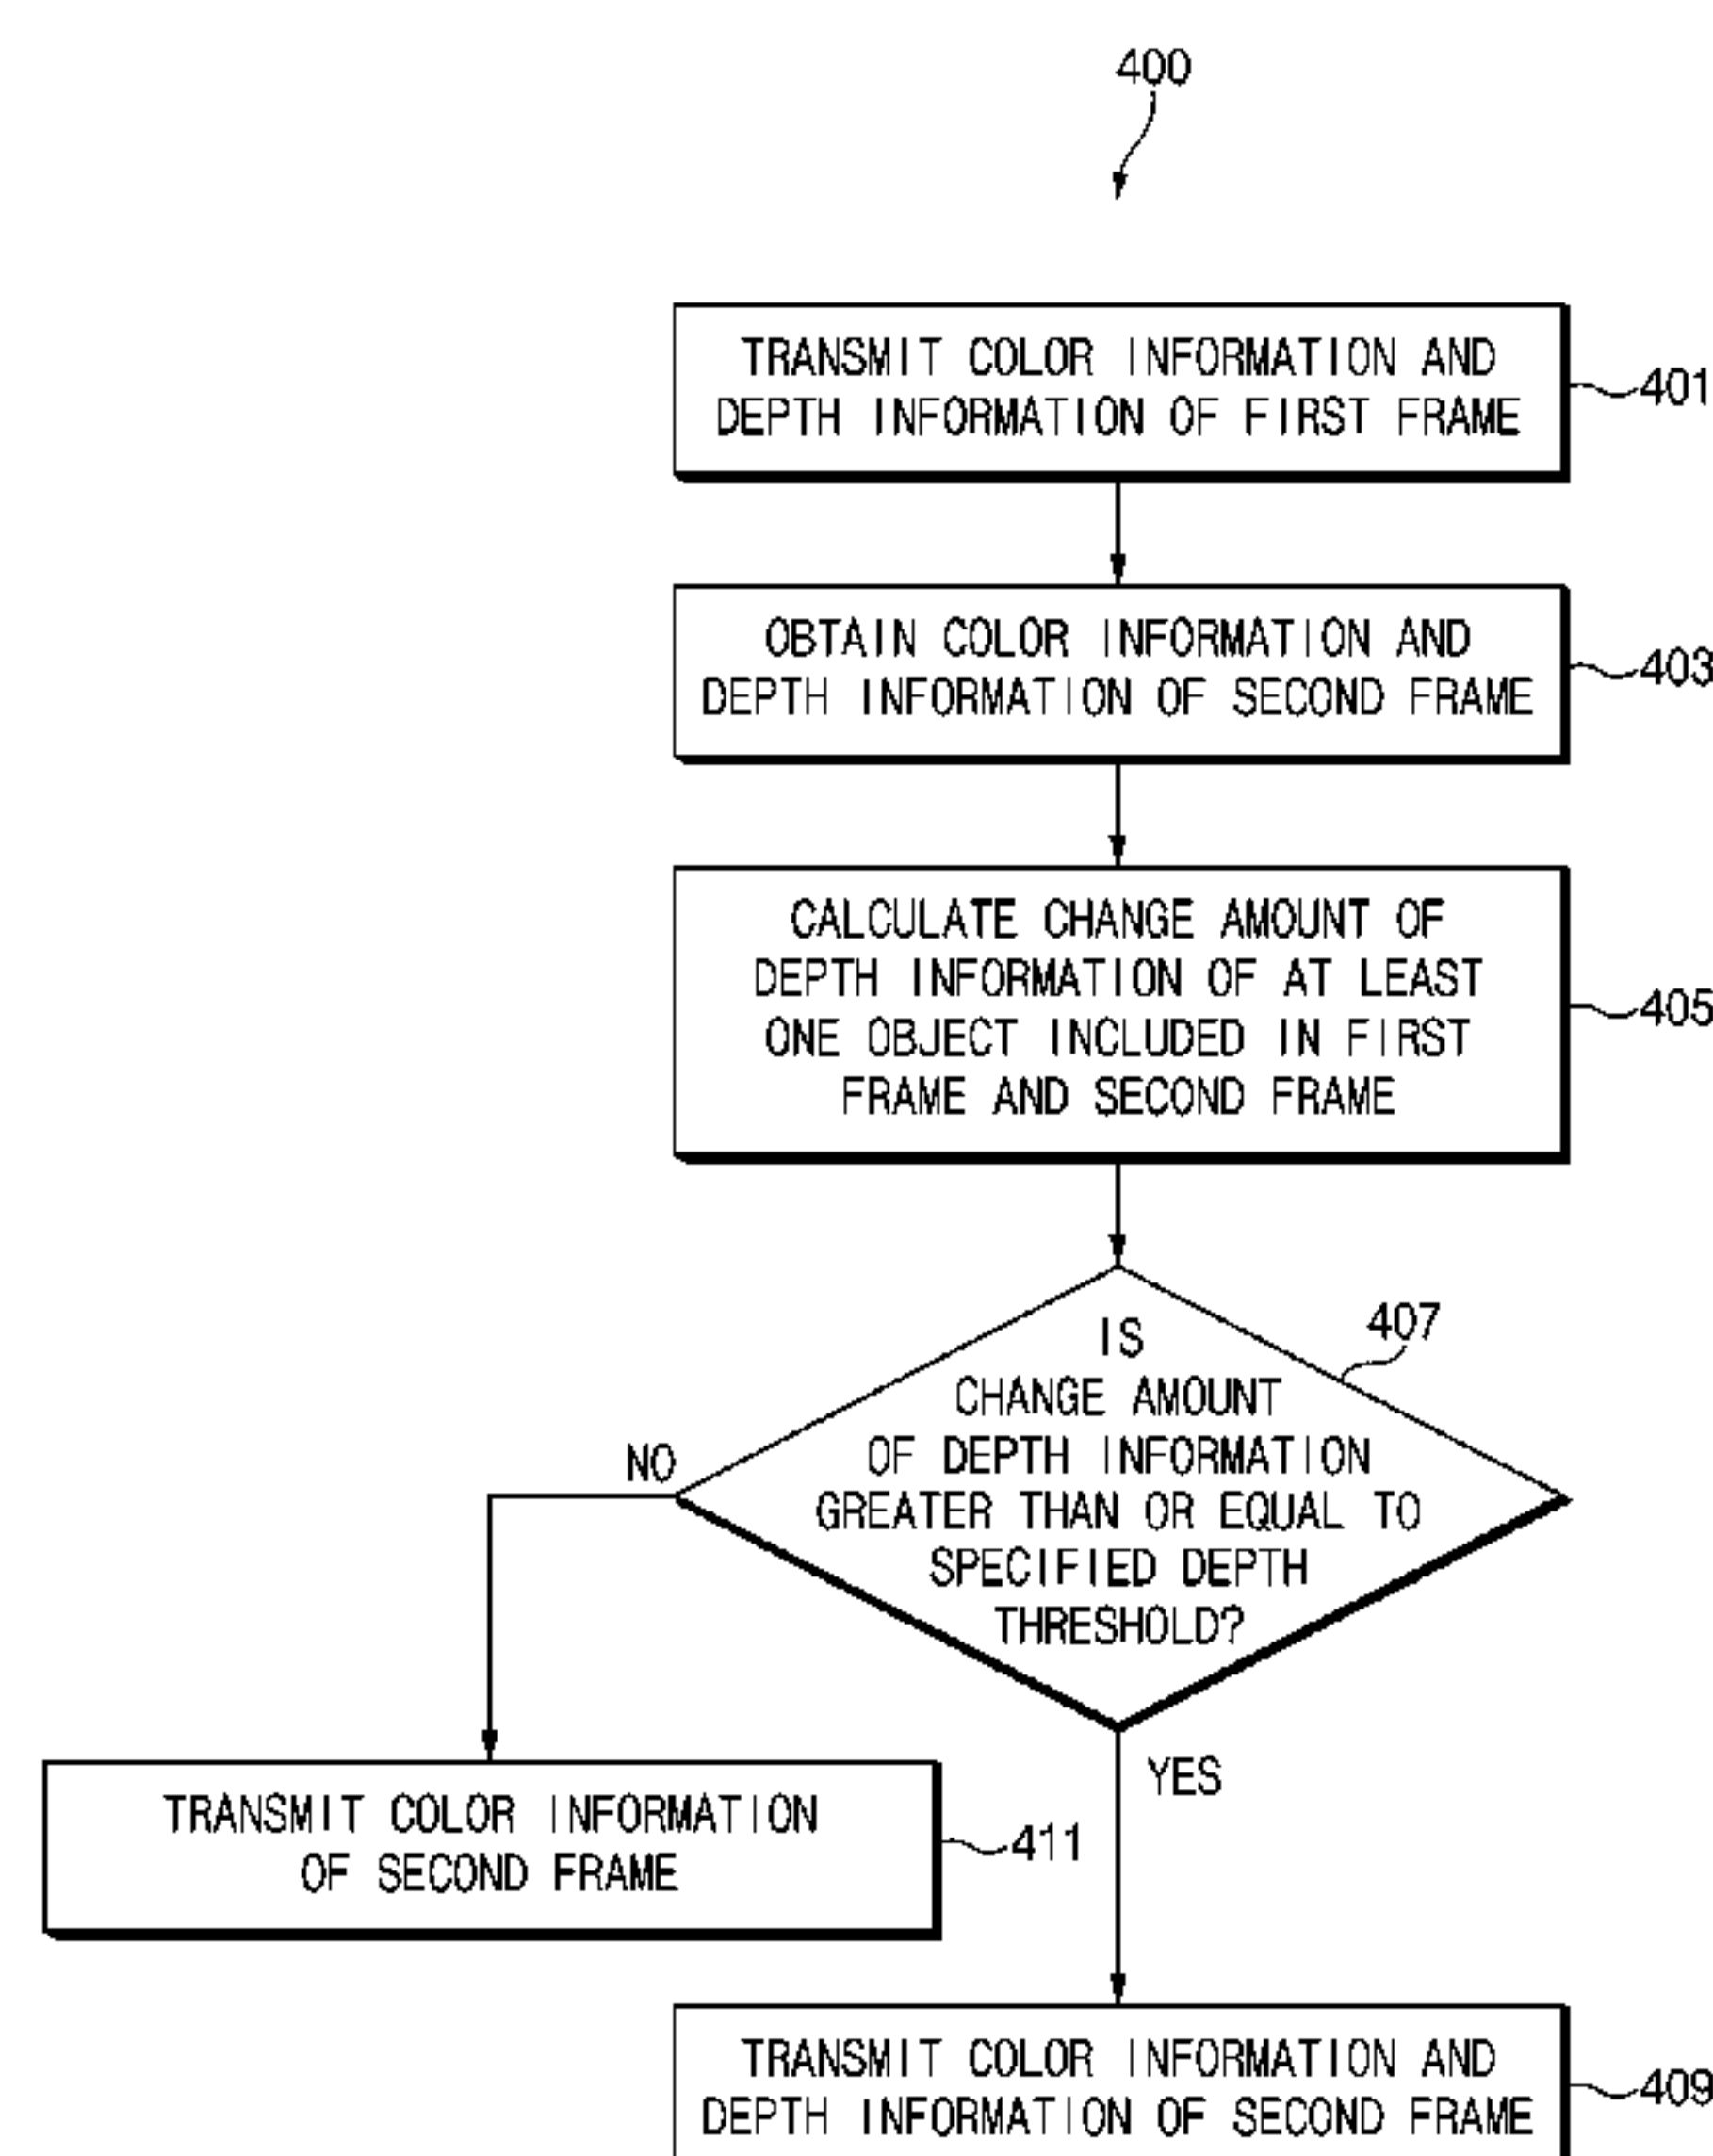 400
TRANSMIT COLOR INFORMATION AND
DEPTH INFORMATION OF FIRST FRAME
401
OBTAIN COLOR INFORMATION AND
DEPTH INFORMATION OF SECOND FRAME
403
CALCULATE CHANGE AMOUNT OF
DEPTH INFORMATION OF AT LEAST
ONE OBJECT INCLUDED IN FIRST
FRAME AND SECOND FRAME
405
IS
CHANGE AMOUNT
OF DEPTH INFORMATION
GREATER THAN OR EQUAL TO
SPECIFIED DEPTH
THRESHOLD?
407
NO
YES
TRANSMIT COLOR INFORMATION
OF SECOND FRAME
411
TRANSMIT COLOR INFORMATION AND
DEPTH INFORMATION OF SECOND FRAME
409